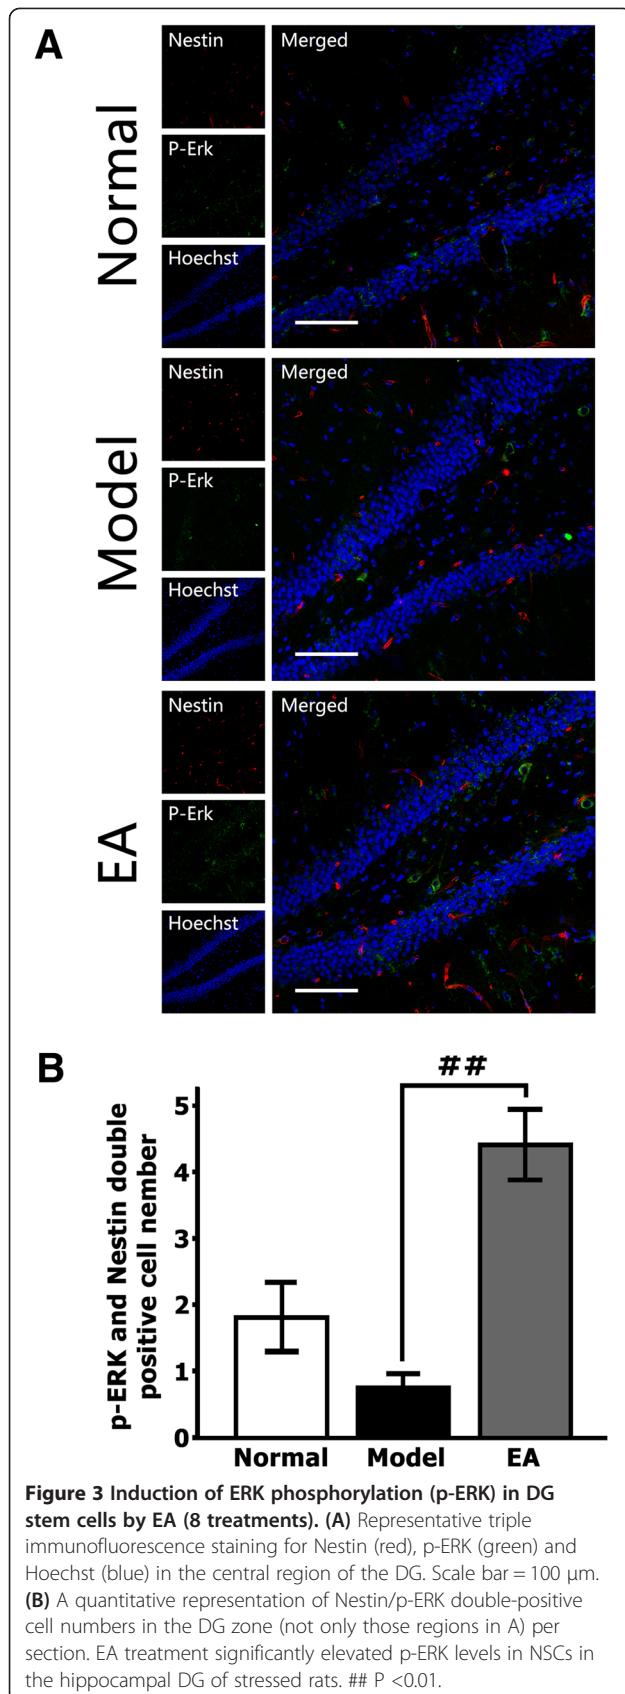 A
Normal
Nestin
P-Erk
Hoechst
Merged
Model
Nestin
P-Erk
Hoechst
Merged
EA
Nestin
P-Erk
Hoechst
Merged
B
p-ERK and Nestin double
positive cell nember
5
4
3
2
1
0
##
Normal Model EA
Figure 3 Induction of ERK phosphorylation (p-ERK) in DG
stem cells by EA (8 treatments). (A) Representative triple
immunofluorescence staining for Nestin (red), p-ERK (green) and
Hoechst (blue) in the central region of the DG. Scale bar = 100 μm.
(B) A quantitative representation of Nestin/p-ERK double-positive
cell numbers in the DG zone (not only those regions in A) per
section. EA treatment significantly elevated p-ERK levels in NSCs in
the hippocampal DG of stressed rats. ## P <0.01.